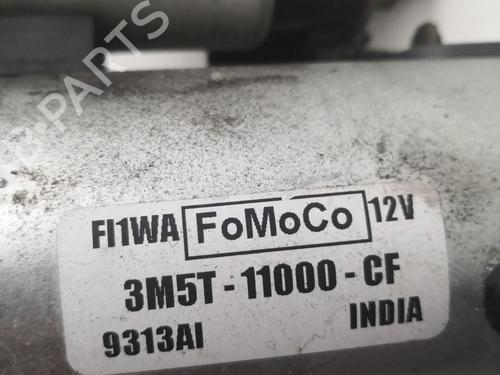 PARTS
FI1WA FoMoCo 12V
3M5T - 11000 - CF
9313AI INDIA